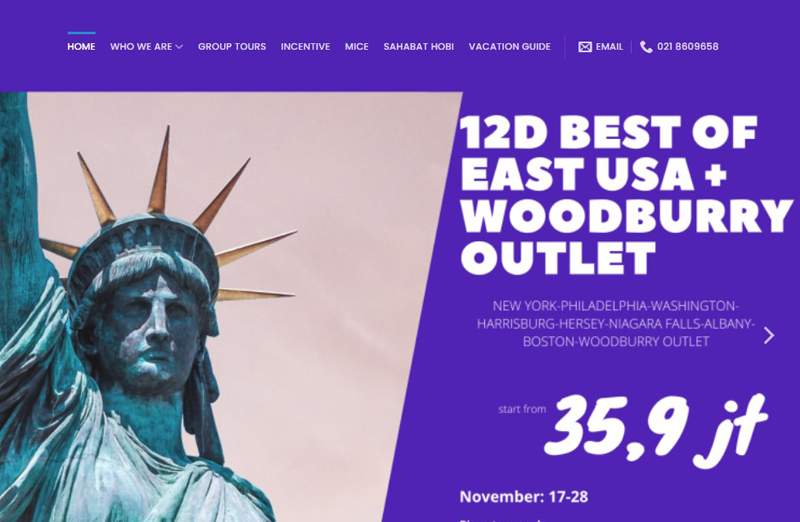 HOME WHO WE ARE GROUP TOURS INCENTIVE MICE SAHABAT HOBI VACATION GUIDE EMAIL 021 8609658
12D BEST OF
EAST USA +
WOODBURRY
OUTLET
NEW YORK-PHILADELPHIA-WASHINGTON-
HARRISBURG-HERSEY-NIAGARA FALLS-ALBANY-
BOSTON-WOODBURRY OUTLET
start from 35,9 jt
November: 17-28